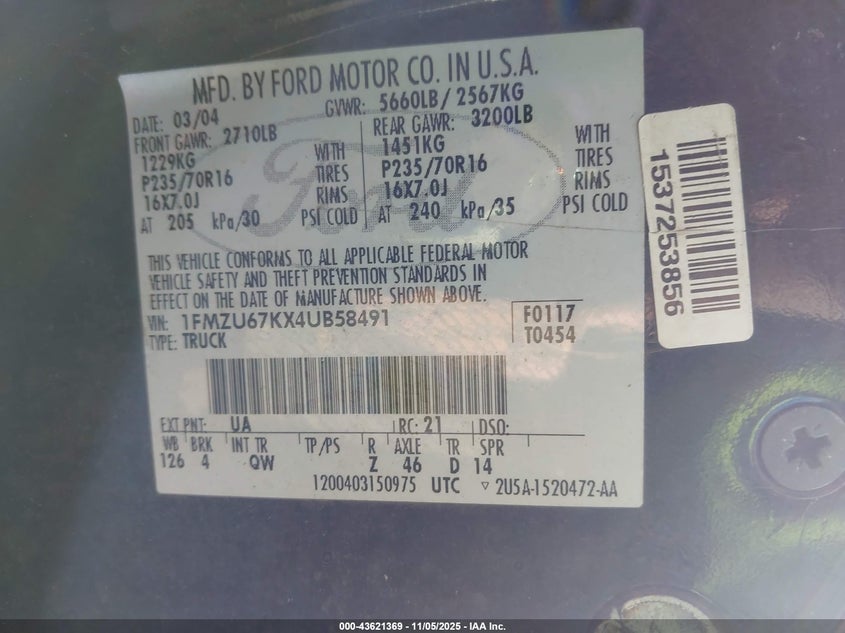 MFD. BY FORD MOTOR CO. IN U.S.A.
DATE: 03/04 GVWR: 5660LB/ 2567KG
FRONT GAWR: 2710LB REAR GAWR: 3200LB
1229KG WITH 1451KG WITH
P235/70R16 TIRES P235/70R16 TIRES
16X7.0J RIMS 16X7.0J RIMS
AT 205 kPa/30 PSI COLD AT 240 kPa/35 PSI COLD
Ford
THIS VEHICLE CONFORMS TO ALL APPLICABLE FEDERAL MOTOR
VEHICLE SAFETY AND THEFT PREVENTION STANDARDS IN
EFFECT ON THE DATE OF MANUFACTURE SHOWN ABOVE.
VIN: 1FMZU67KX4UB58491 F0117
TYPE: TRUCK T0454
EXT PNT: UA RC: 21 DSO:
WB BRK INT TR TP/PS R AXLE TR SPR
126 4 QW Z 46 D 14
1200403150975 UTC ▽ 2U5A-1520472-AA
1537253856
000-43621369 - 11/05/2025 - IAA Inc.